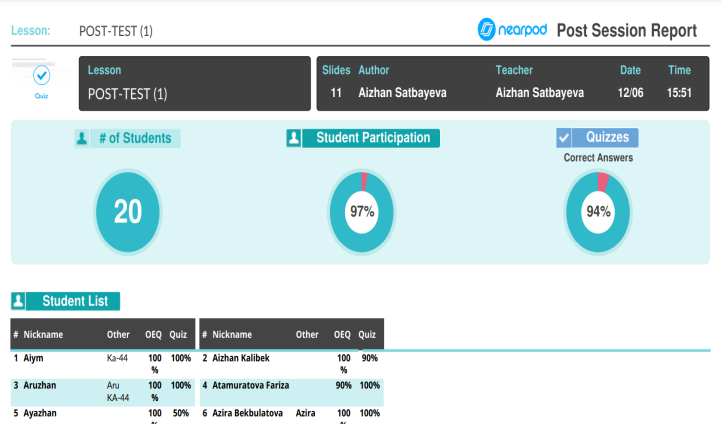 Lesson: POST-TEST (1) nearpod Post Session Report
Quiz
Lesson
POST-TEST (1)
Slides Author Teacher Date Time
11 Aizhan Satbayeva Aizhan Satbayeva 12/06 15:51
# of Students
20
Student Participation
97%
Quizzes
Correct Answers
94%
Student List
# Nickname Other OEQ Quiz # Nickname Other OEQ Quiz
1 Aiym Ka-44 100 % 100% 2 Aizhan Kalibek 100 % 90%
3 Aruzhan Aru KA-44 100 % 100% 4 Atamuratova Fariza 90% 100%
5 Ayazhan 100 50% 6 Azira Bekbulatova Azira 100 100%